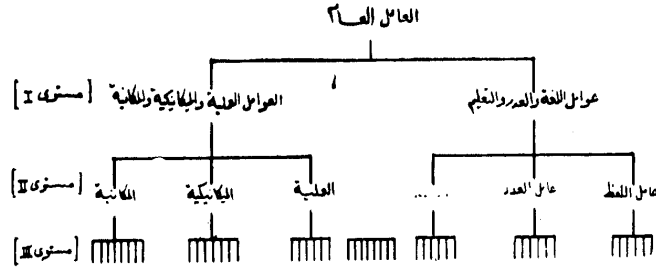 العامل العام
عوامل اللغة والعدد والتعليم العوامل العملية والميكانيكية والمكانية [مستوى I]
عامل اللفظ عامل العدد ...... العملية الميكانيكية المكانية [مستوى II]
[مستوى III]